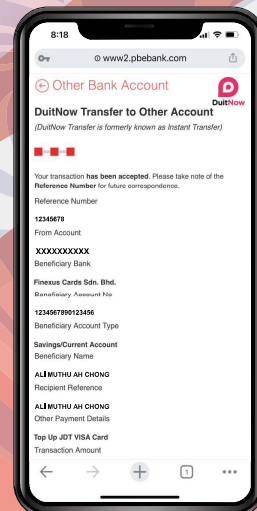 8:18
www2.pbebank.com
Other Bank Account
DuitNow
DuitNow Transfer to Other Account
(DuitNow Transfer is formerly known as Instant Transfer)
Your transaction has been accepted. Please take note of the
Reference Number for future correspondence.
Reference Number
12345678
From Account
XXXXXXXXXX
Beneficiary Bank
Finexus Cards Sdn. Bhd.
Beneficiary Account No
1234567890123456
Beneficiary Account Type
Savings/Current Account
Beneficiary Name
ALI MUTHU AH CHONG
Recipient Reference
ALI MUTHU AH CHONG
Other Payment Details
Top Up JDT VISA Card
Transaction Amount
1